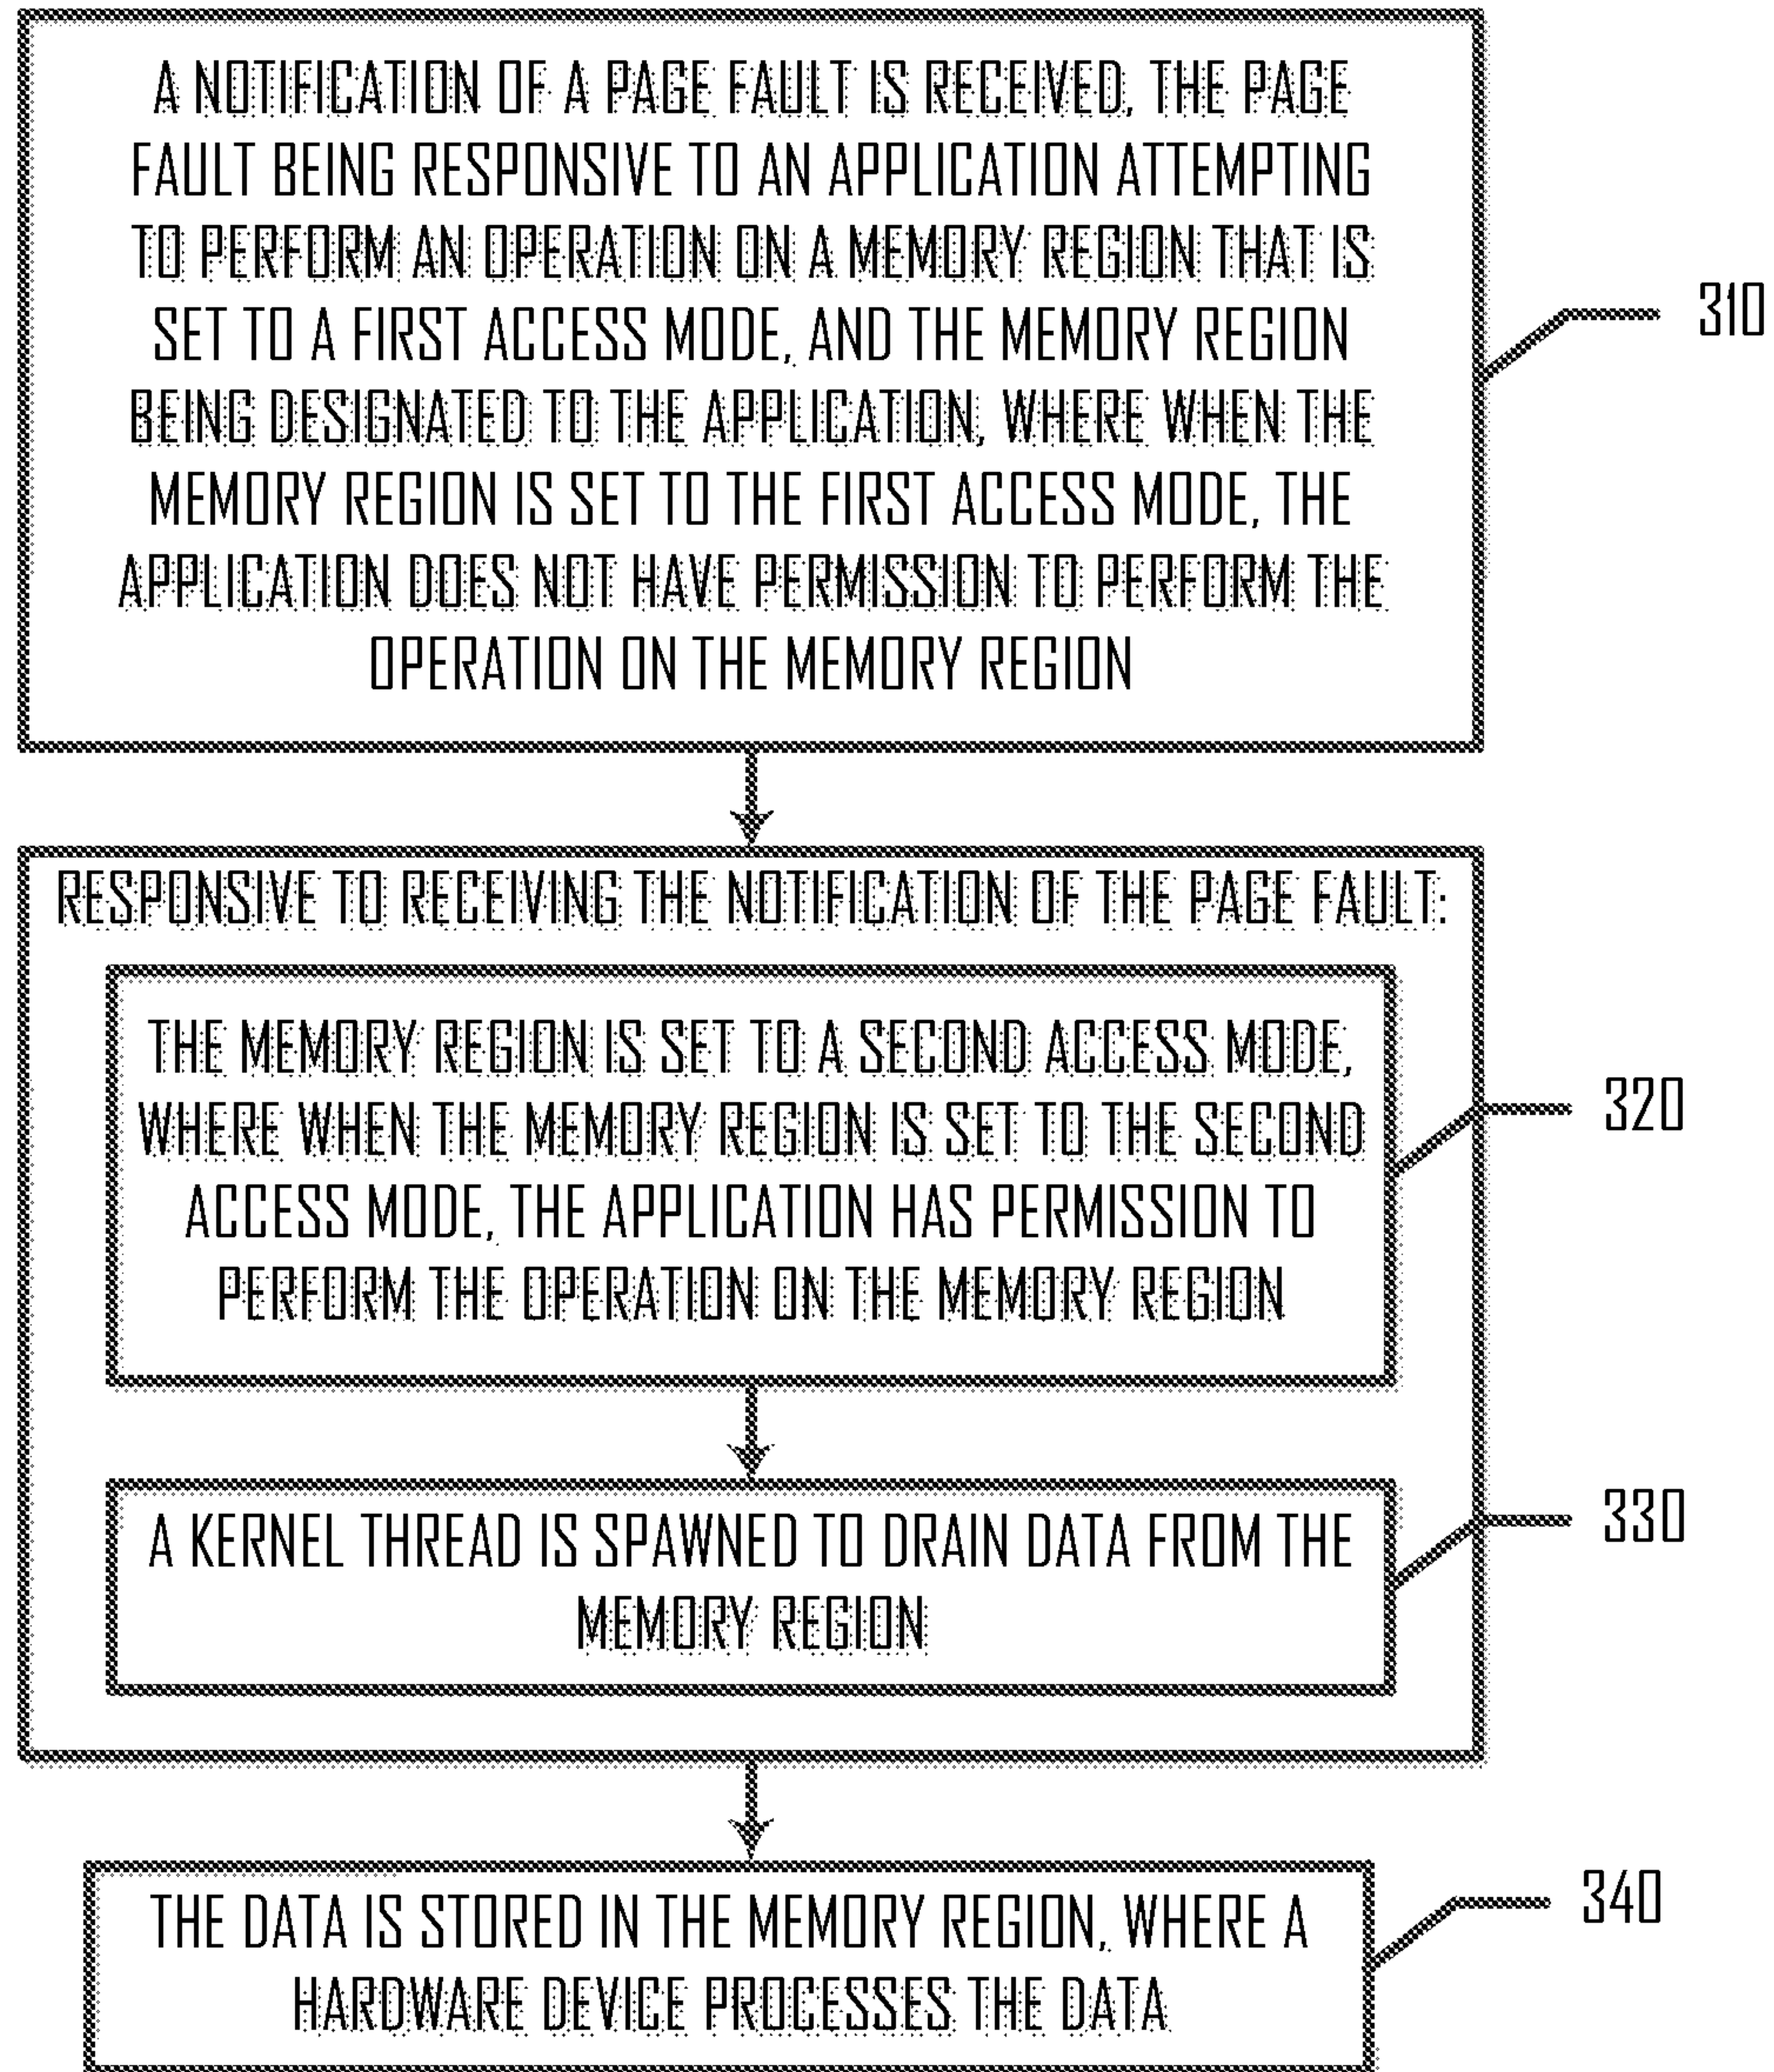 A NOTIFICATION OF A PAGE FAULT IS RECEIVED, THE PAGE
FAULT BEING RESPONSIVE TO AN APPLICATION ATTEMPTING
TO PERFORM AN OPERATION ON A MEMORY REGION THAT IS
SET TO A FIRST ACCESS MODE, AND THE MEMORY REGION
BEING DESIGNATED TO THE APPLICATION, WHERE WHEN THE
MEMORY REGION IS SET TO THE FIRST ACCESS MODE, THE
APPLICATION DOES NOT HAVE PERMISSION TO PERFORM THE
OPERATION ON THE MEMORY REGION
310
RESPONSIVE TO RECEIVING THE NOTIFICATION OF THE PAGE FAULT:
THE MEMORY REGION IS SET TO A SECOND ACCESS MODE,
WHERE WHEN THE MEMORY REGION IS SET TO THE SECOND
ACCESS MODE, THE APPLICATION HAS PERMISSION TO
PERFORM THE OPERATION ON THE MEMORY REGION
320
A KERNEL THREAD IS SPAWNED TO DRAIN DATA FROM THE
MEMORY REGION
330
THE DATA IS STORED IN THE MEMORY REGION, WHERE A
HARDWARE DEVICE PROCESSES THE DATA
340